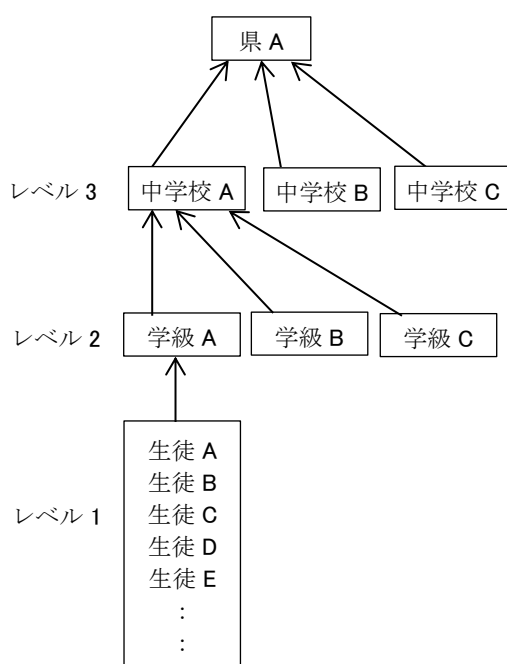 県 A
レベル 3
中学校 A
中学校 B
中学校 C
レベル 2
学級 A
学級 B
学級 C
レベル 1
生徒 A
生徒 B
生徒 C
生徒 D
生徒 E
:
: